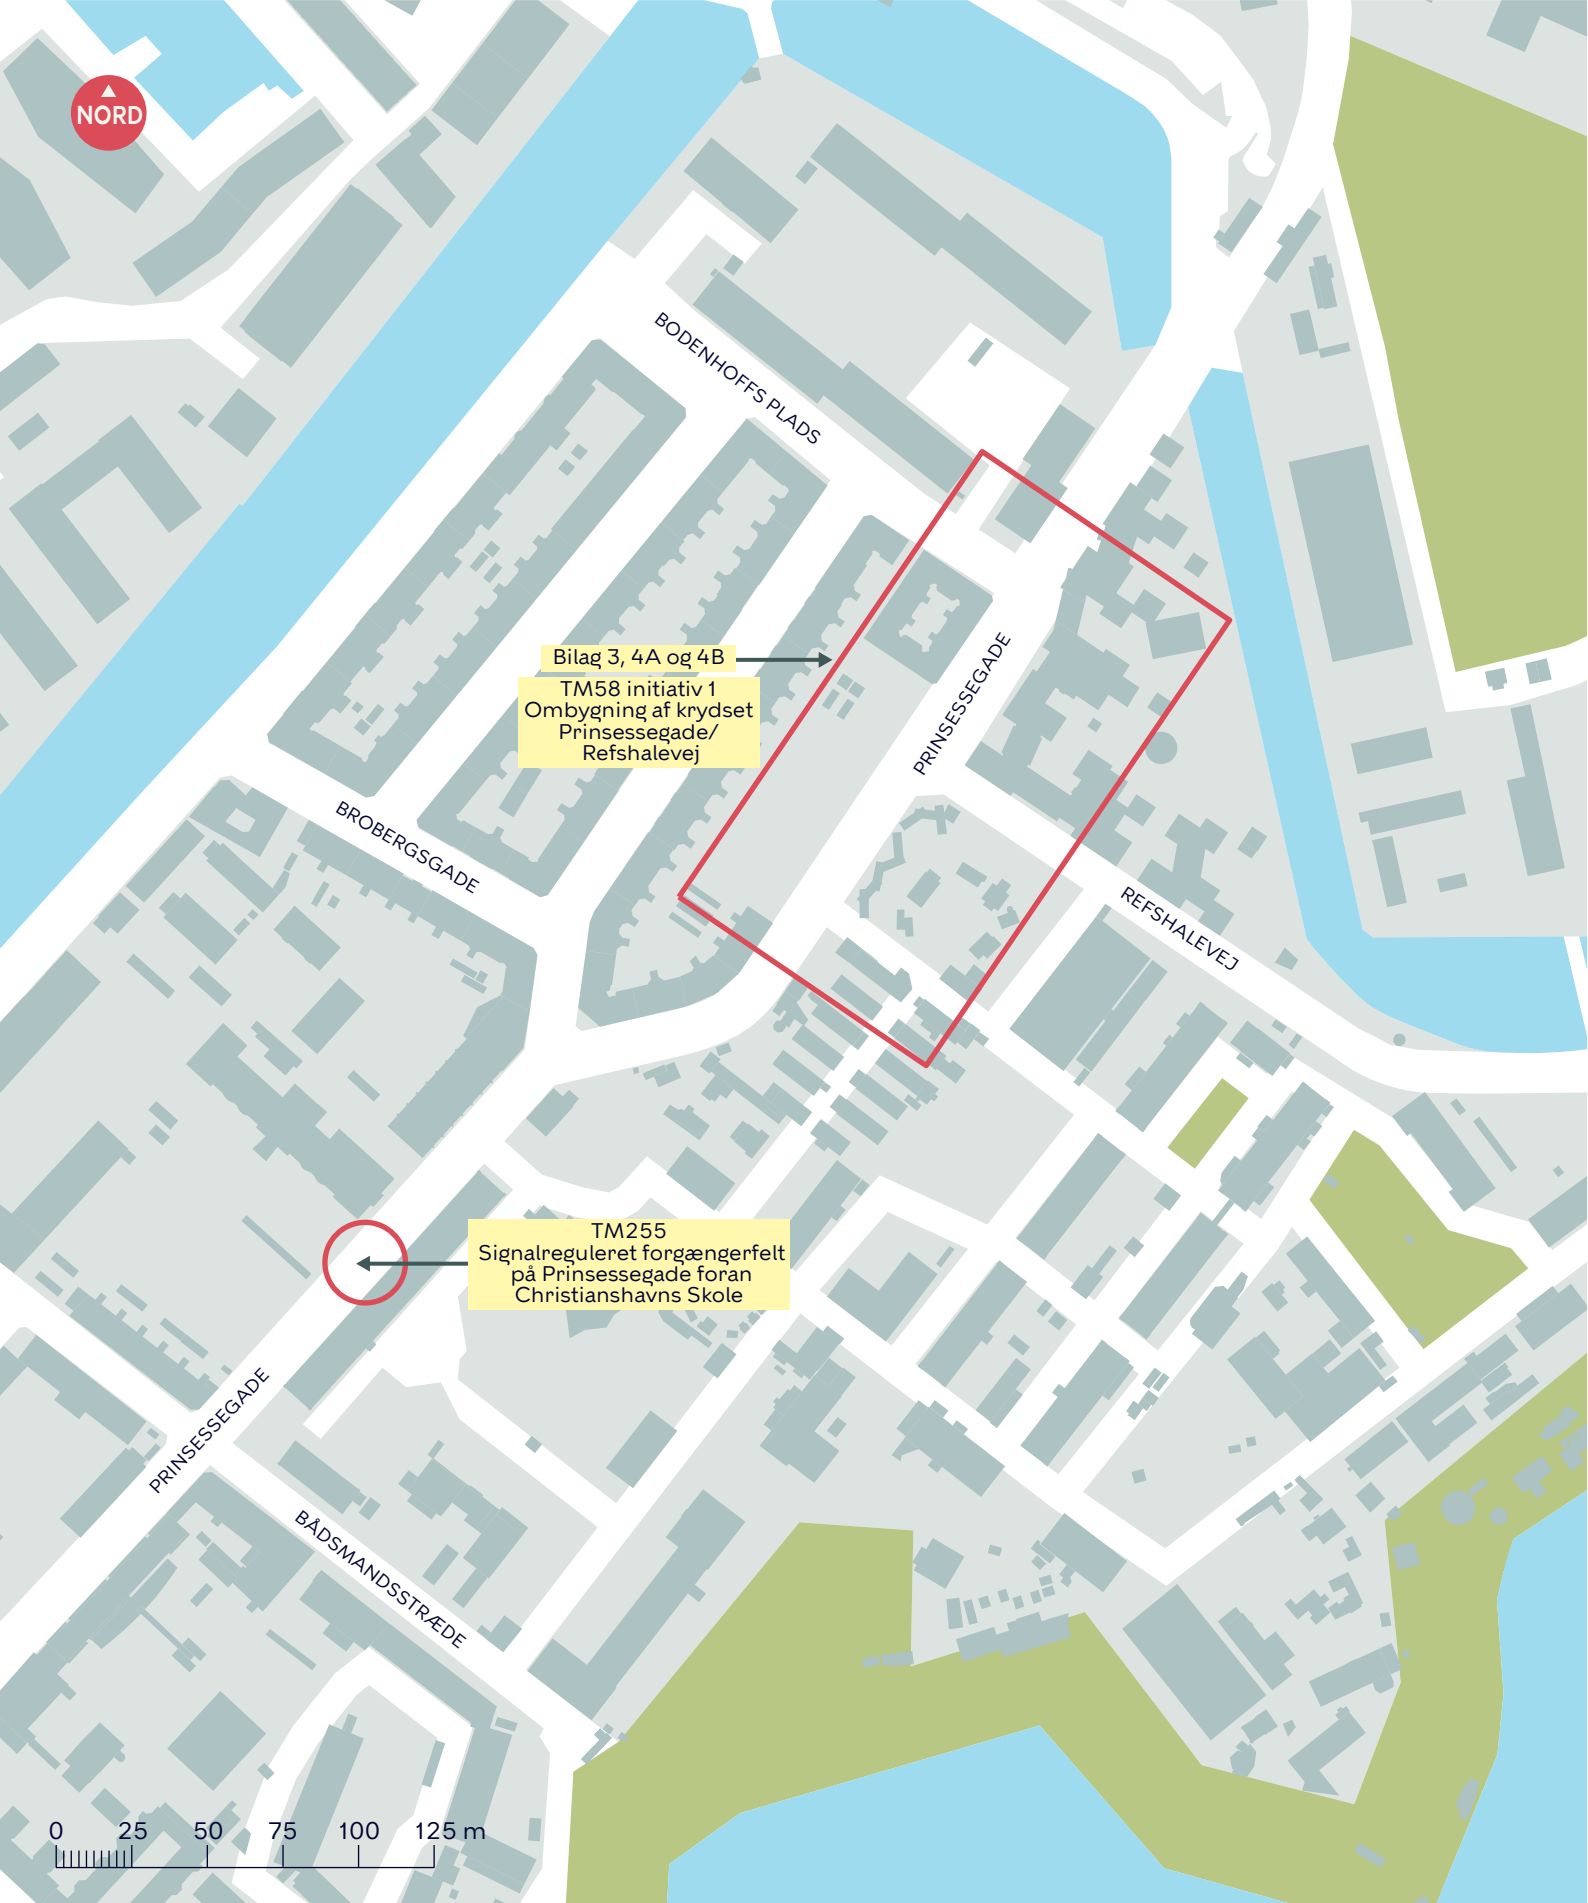 NORD
BODENHOFFS PLADS
Bilag 3, 4A og 4B
TM58 initiativ 1
Ombygning af krydset
Prinsessegade/
Refshalevej
PRINSESSEGADE
BROBERGSGADE
REFSHALEVEJ
TM255
Signalreguleret forgængerfelt
på Prinsessegade foran
Christianshavns Skole
PRINSESSEGADE
BÅDSMANDSSTRÆDE
0 25 50 75 100 125 m